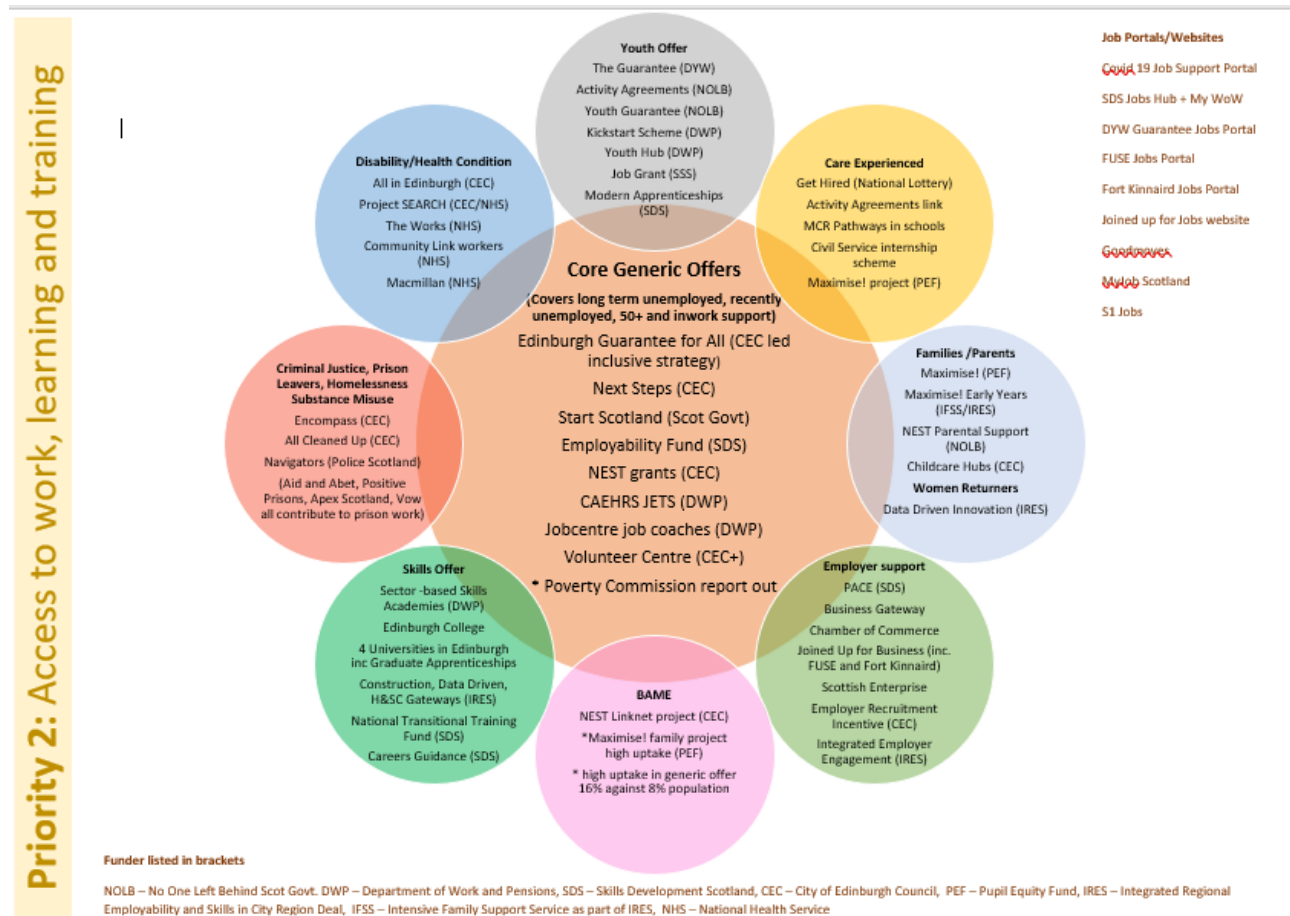 Priority 2: Access to work, learning and training
Youth Offer
The Guarantee (DYW)
Activity Agreements (NOLB)
Youth Guarantee (NOLB)
Kickstart Scheme (DWP)
Youth Hub (DWP)
Job Grant (SSS)
Modern Apprenticeships
(SDS)
Disability/Health Condition
All in Edinburgh (CEC)
Project SEARCH (CEC/NHS)
The Works (NHS)
Community Link workers
(NHS)
Macmillan (NHS)
Care Experienced
Get Hired (National Lottery)
Activity Agreements link
MCR Pathways in schools
Civil Service internship
scheme
Maximise! project (PEF)
Core Generic Offers
(Covers long term unemployed, recently
unemployed, 50+ and inwork support)
Edinburgh Guarantee for All (CEC led
inclusive strategy)
Next Steps (CEC)
Start Scotland (Scot Govt)
Employability Fund (SDS)
NEST grants (CEC)
CAEHRS JETS (DWP)
Jobcentre job coaches (DWP)
Volunteer Centre (CEC+)
* Poverty Commission report out
Criminal Justice, Prison
Leavers, Homelessness
Substance Misuse
Encompass (CEC)
All Cleaned Up (CEC)
Navigators (Police Scotland)
(Aid and Abet, Positive
Prisons, Apex Scotland, Vow
all contribute to prison work)
Families /Parents
Maximise! (PEF)
Maximise! Early Years
(IFSS/IRES)
NEST Parental Support
(NOLB)
Childcare Hubs (CEC)
Women Returners
Data Driven Innovation (IRES)
Skills Offer
Sector -based Skills
Academies (DWP)
Edinburgh College
4 Universities in Edinburgh
inc Graduate Apprenticeships
Construction, Data Driven,
H&SC Gateways (IRES)
National Transitional Training
Fund (SDS)
Careers Guidance (SDS)
BAME
NEST Linknet project (CEC)
*Maximise! family project
high uptake (PEF)
* high uptake in generic offer
16% against 8% population
Employer support
PACE (SDS)
Business Gateway
Chamber of Commerce
Joined Up for Business (inc.
FUSE and Fort Kinnaird)
Scottish Enterprise
Employer Recruitment
Incentive (CEC)
Integrated Employer
Engagement (IRES)
Job Portals/Websites
Covid 19 Job Support Portal
SDS Jobs Hub + My WoW
DYW Guarantee Jobs Portal
FUSE Jobs Portal
Fort Kinnaird Jobs Portal
Joined up for Jobs website
Goodmoves
MyJob Scotland
S1 Jobs
Funder listed in brackets
NOLB – No One Left Behind Scot Govt. DWP – Department of Work and Pensions, SDS – Skills Development Scotland, CEC – City of Edinburgh Council, PEF – Pupil Equity Fund, IRES – Integrated Regional
Employability and Skills in City Region Deal, IFSS – Intensive Family Support Service as part of IRES, NHS – National Health Service